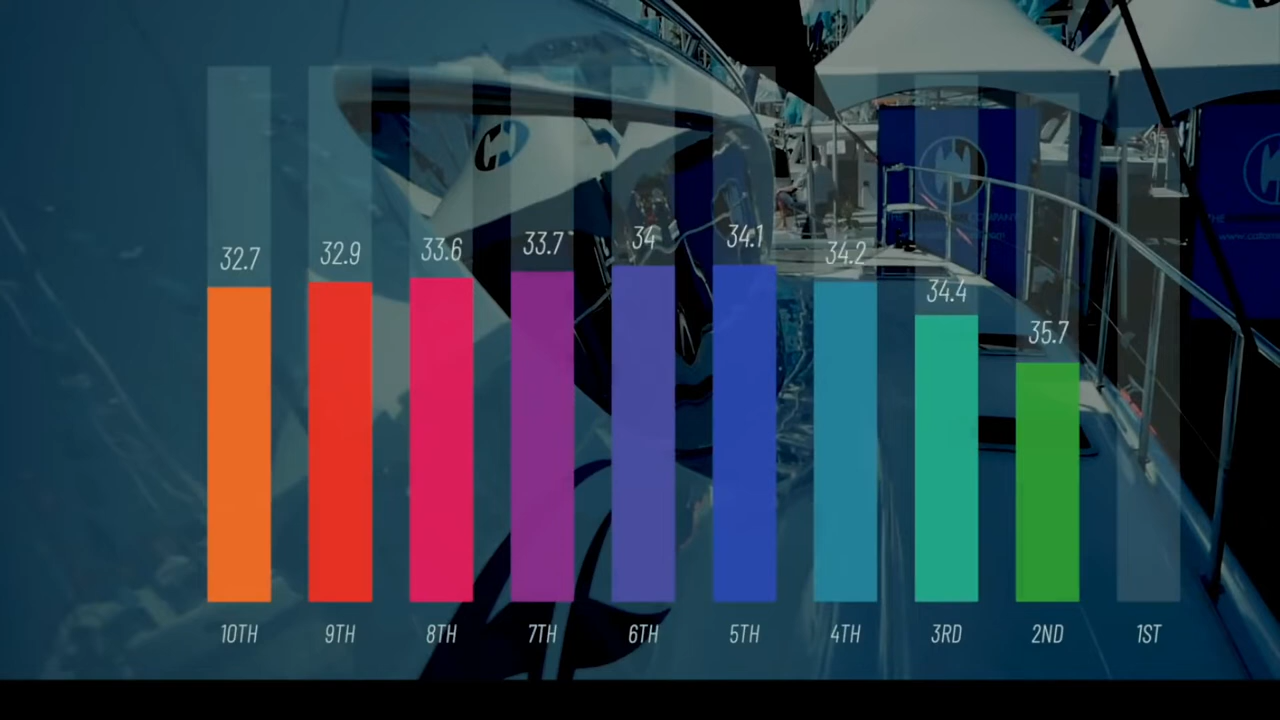 32.7
32.9
33.6
33.7
34
34.1
34.2
34.4
35.7
10TH
9TH
8TH
7TH
6TH
5TH
4TH
3RD
2ND
1ST